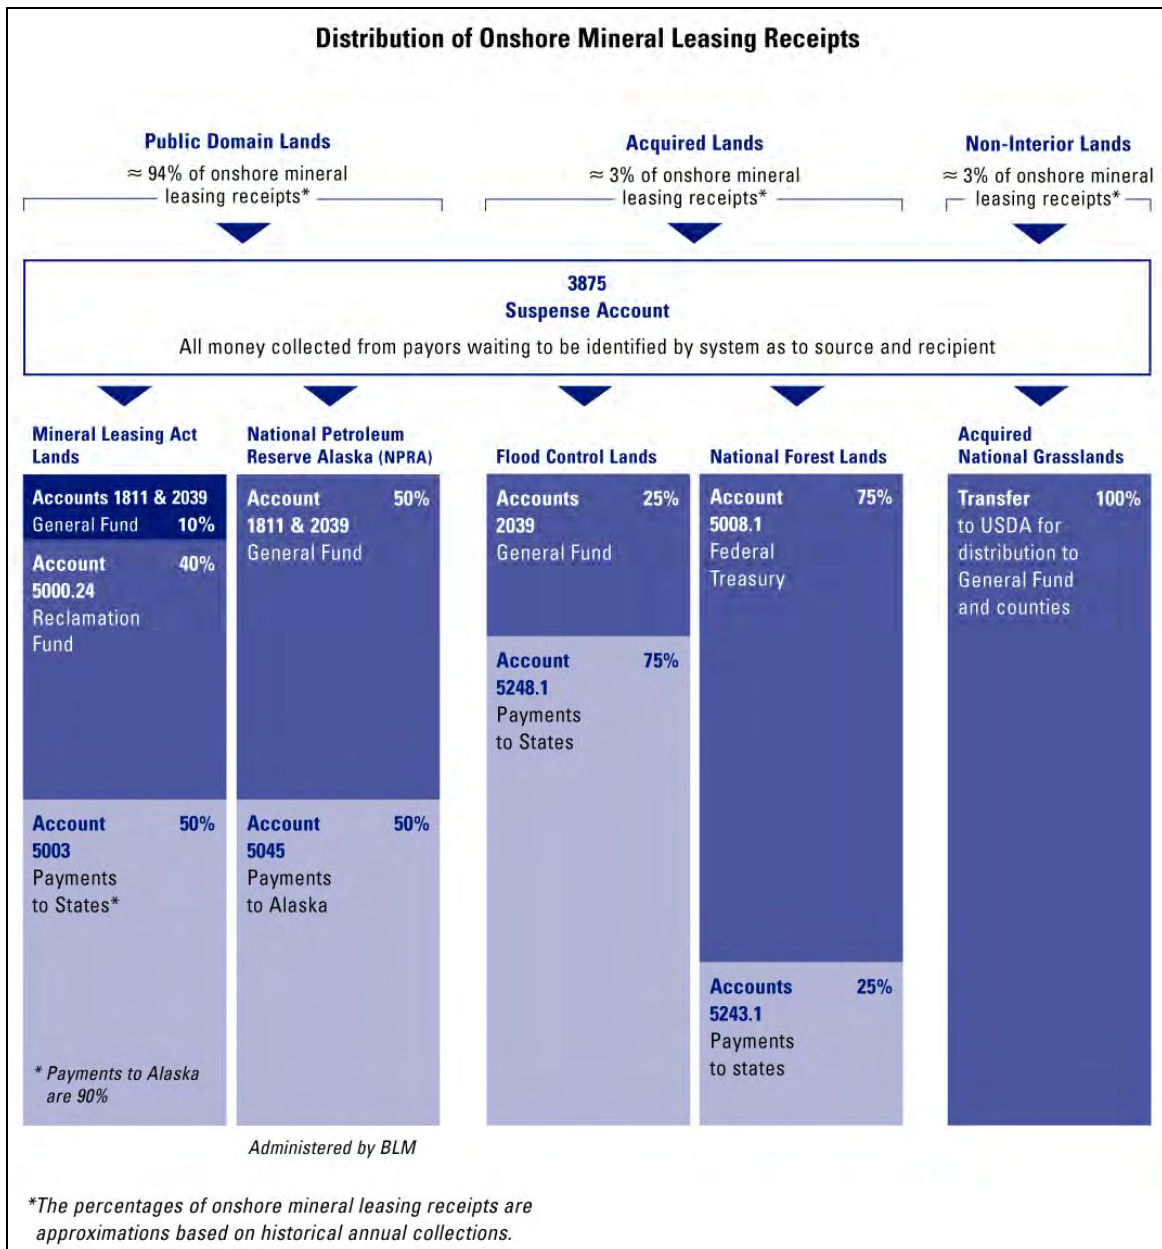 Distribution of Onshore Mineral Leasing Receipts
Public Domain Lands
≈ 94% of onshore mineral
leasing receipts*
Acquired Lands
≈ 3% of onshore mineral
leasing receipts*
Non-Interior Lands
≈ 3% of onshore mineral
leasing receipts*
3875
Suspense Account
All money collected from payors waiting to be identified by system as to source and recipient
Mineral Leasing Act
Lands
Accounts 1811 & 2039
General Fund 10%
Account 40%
5000.24
Reclamation
Fund
Account 50%
5003
Payments
to States*
* Payments to Alaska
are 90%
National Petroleum
Reserve Alaska (NPRA)
Account 50%
1811 & 2039
General Fund
Account 50%
5045
Payments
to Alaska
Administered by BLM
Flood Control Lands
Accounts 25%
2039
General Fund
Account 75%
5248.1
Payments
to States
National Forest Lands
Account 75%
5008.1
Federal
Treasury
Accounts 25%
5243.1
Payments
to states
Acquired
National Grasslands
Transfer 100%
to USDA for
distribution to
General Fund
and counties
*The percentages of onshore mineral leasing receipts are
approximations based on historical annual collections.